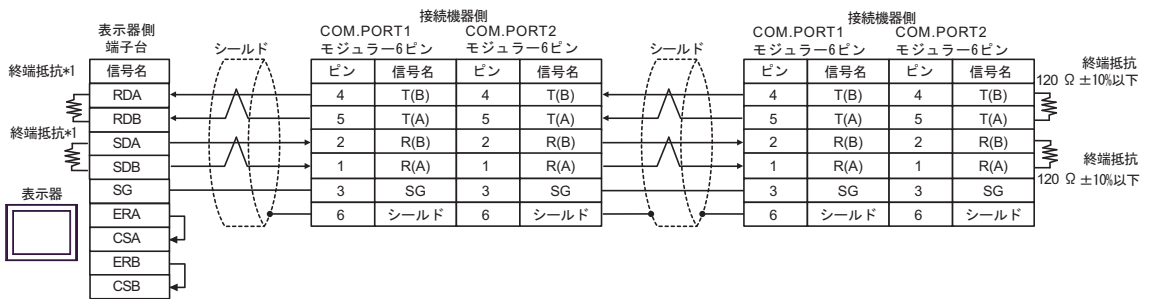 接続機器側
接続機器側
表示器側
端子台
シールド
COM.PORT1
モジュラー6ピン
COM.PORT2
モジュラー6ピン
シールド
COM.PORT1
モジュラー6ピン
COM.PORT2
モジュラー6ピン
終端抵抗*1 信号名 ピン 信号名 ピン 信号名 ピン 信号名 ピン 信号名 終端抵抗
120 Ω ±10%以下
RDA 4 T(B) 4 T(B) 4 T(B) 4 T(B)
RDB 5 T(A) 5 T(A) 5 T(A) 5 T(A)
終端抵抗*1
SDA 2 R(B) 2 R(B) 2 R(B) 2 R(B)
SDB 1 R(A) 1 R(A) 1 R(A) 1 R(A) 終端抵抗
120 Ω ±10%以下
表示器 SG 3 SG 3 SG 3 SG 3 SG
ERA 6 シールド 6 シールド 6 シールド 6 シールド
CSA
ERB
CSB